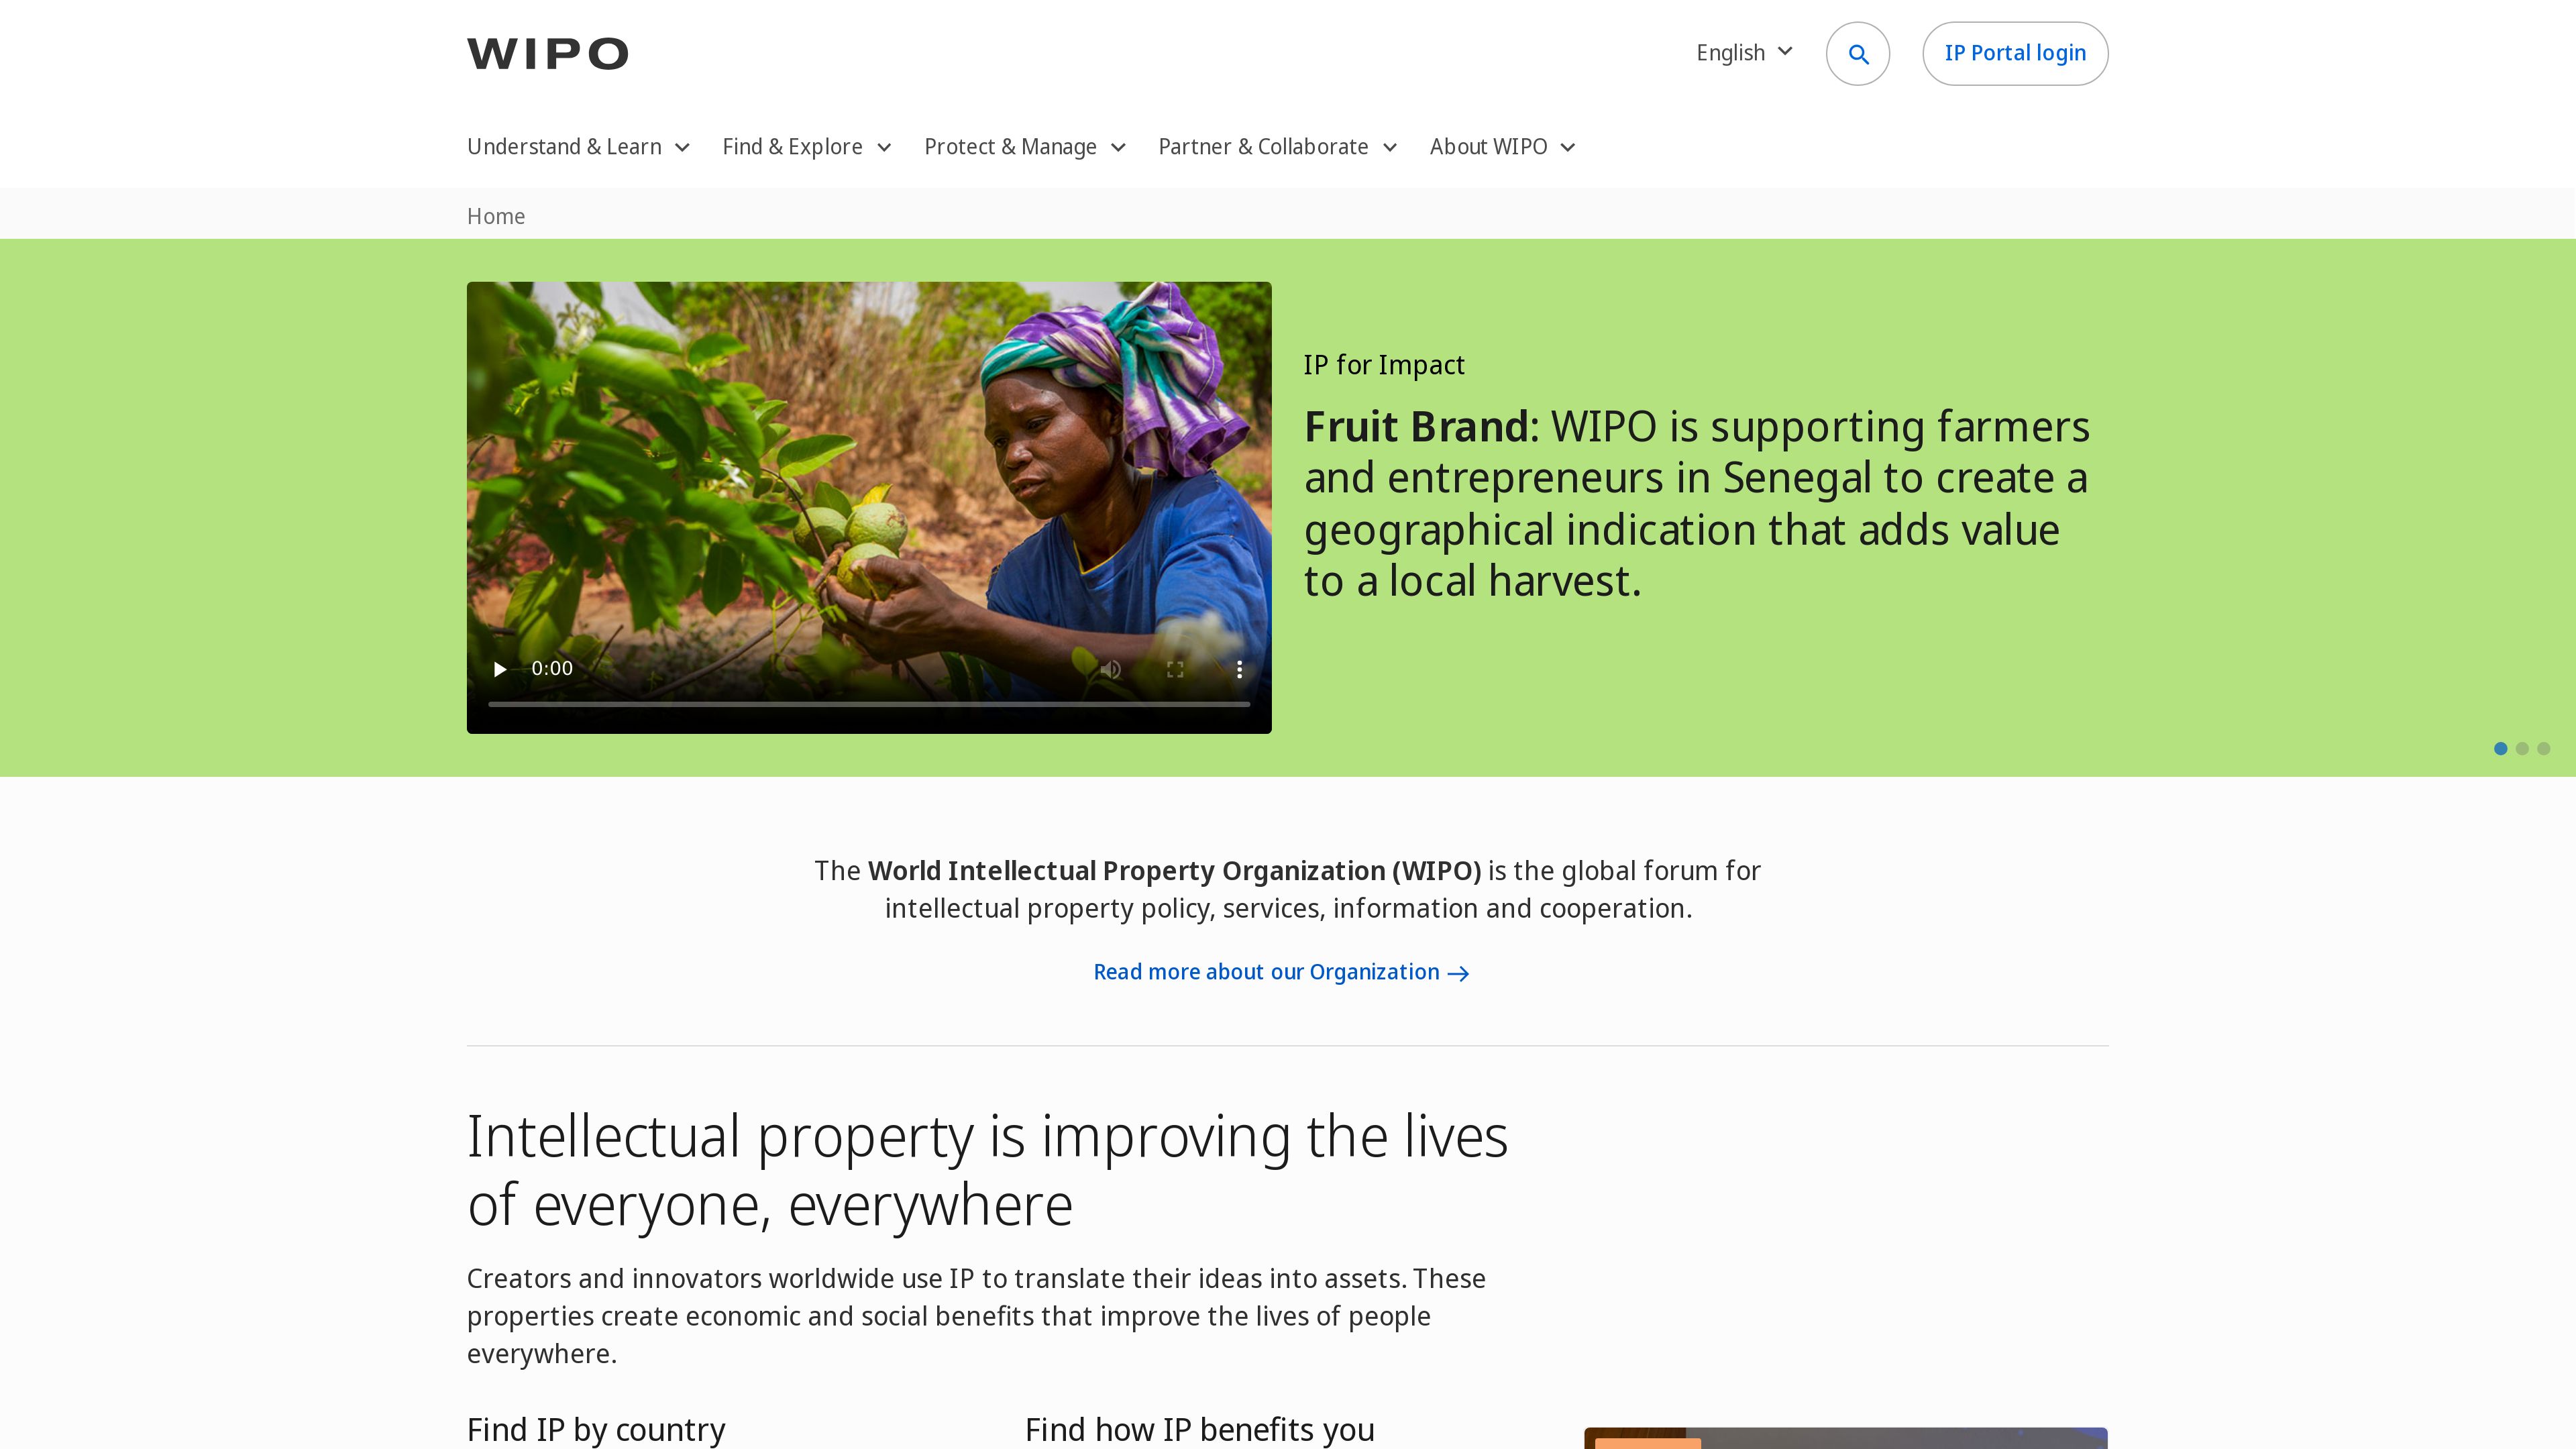 WIPO
English
IP Portal login
Understand & Learn
Find & Explore
Protect & Manage
Partner & Collaborate
About WIPO
Home
IP for Impact
Fruit Brand: WIPO is supporting farmers
and entrepreneurs in Senegal to create a
geographical indication that adds value
to a local harvest.
0:00
The World Intellectual Property Organization (WIPO) is the global forum for
intellectual property policy, services, information and cooperation.
Read more about our Organization
Intellectual property is improving the lives
of everyone, everywhere
Creators and innovators worldwide use IP to translate their ideas into assets. These
properties create economic and social benefits that improve the lives of people
everywhere.
Find IP by country
Find how IP benefits you